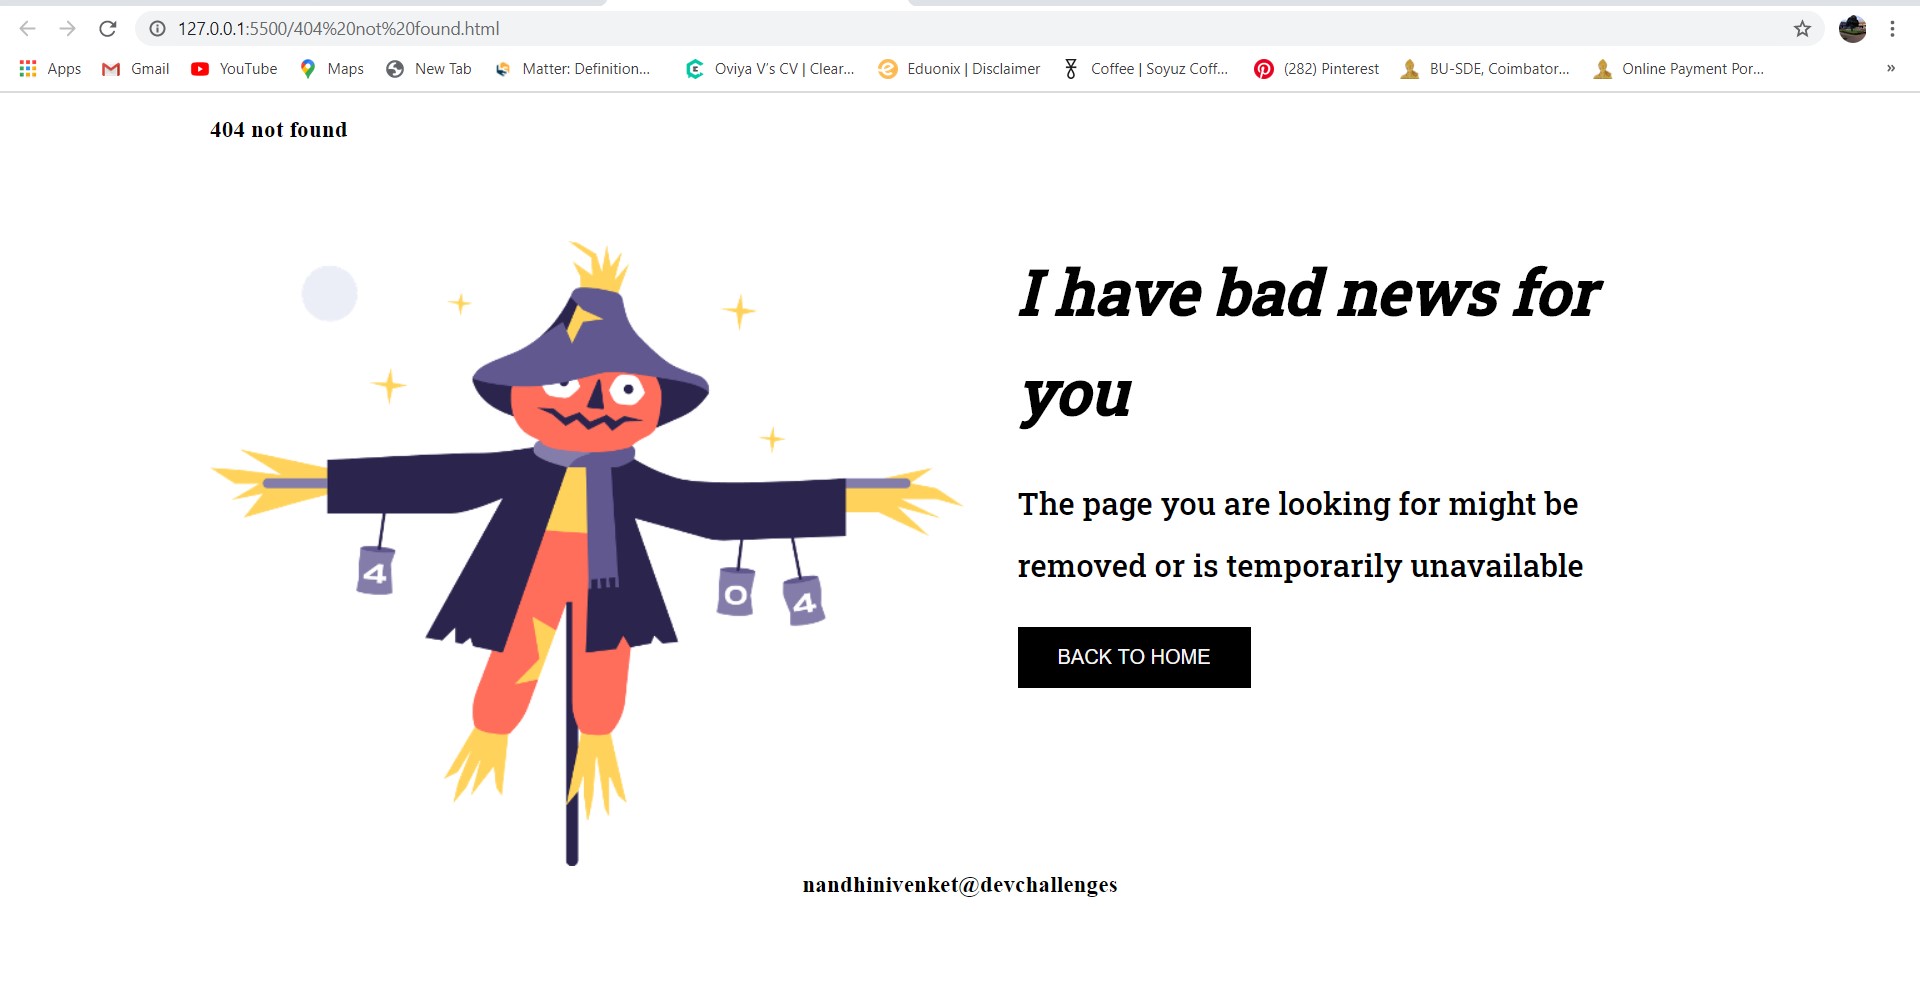 127.0.0.1:5500/404%20not%20found.html
Apps Gmail YouTube Maps New Tab Matter: Definition... Oviya V's CV | Clear... Eduonix | Disclaimer Coffee | Soyuz Coff... (282) Pinterest BU-SDE, Coimbator... Online Payment Por... »
404 not found
I have bad news for
you
The page you are looking for might be
removed or is temporarily unavailable
BACK TO HOME
4
0
4
nandhinivenket@devchallenges